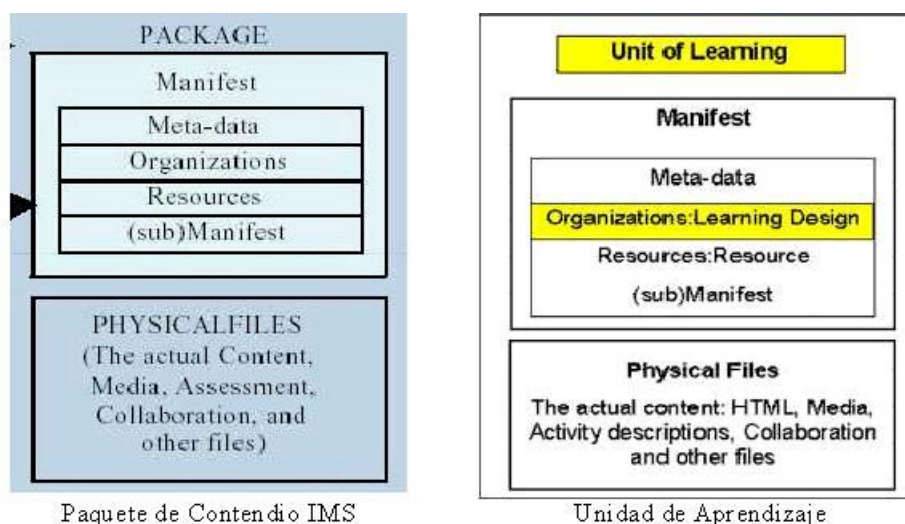 PACKAGE
Manifest
Meta-data
Organizations
Resources
(sub)Manifest
PHYSICALFILES
(The actual Content,
Media, Assessment,
Collaboration, and
other files)
Paquete de Contendio IMS
Unit of Learning
Manifest
Meta-data
Organizations:Learning Design
Resources:Resource
(sub)Manifest
Physical Files
The actual content: HTML, Media,
Activity descriptions, Collaboration
and other files
Unidad de Aprendizaje